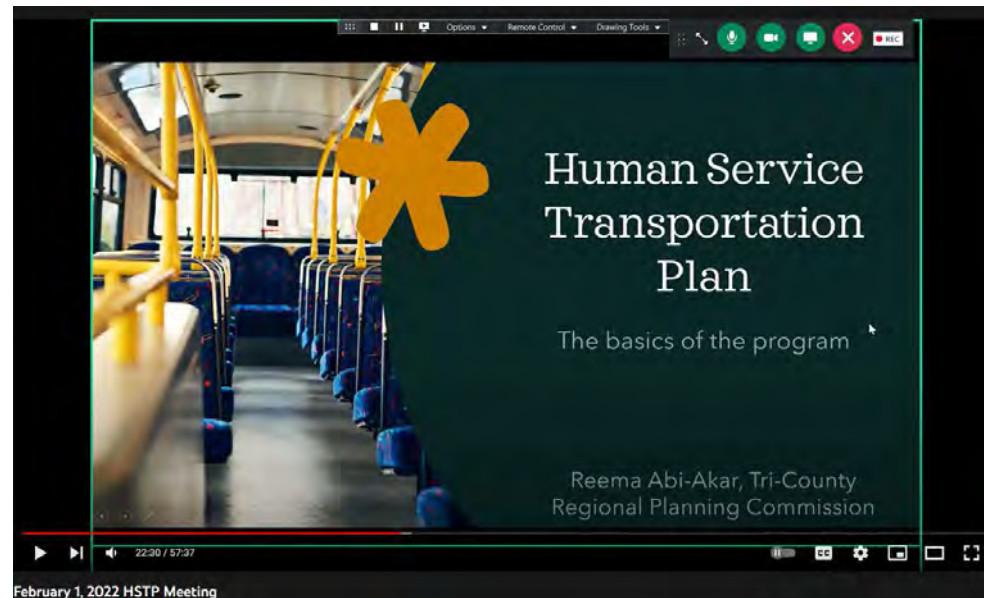 Options
Remote Control
Drawing Tools
REC
Human Service
Transportation
Plan
The basics of the program
Reema Abi-Akar, Tri-County
Regional Planning Commission
22:30 / 57:37
CC
February 1, 2022 HSTP Meeting